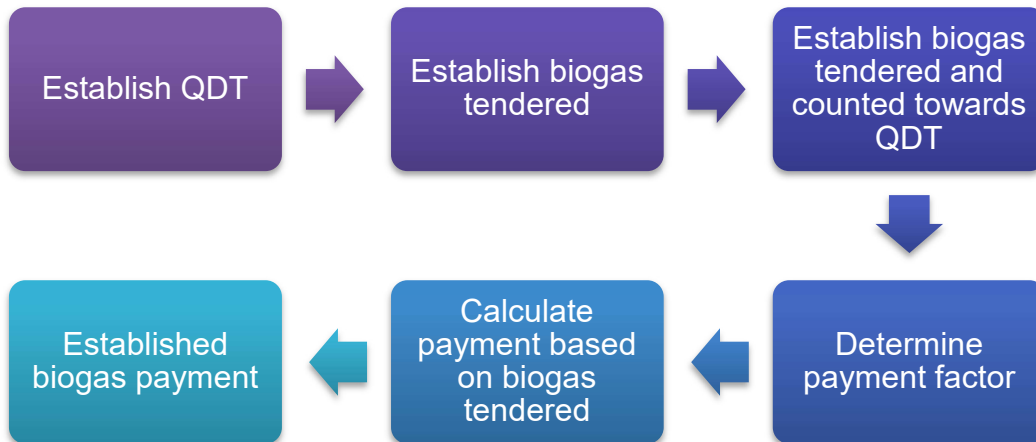 Establish QDT
Establish biogas
tendered
Establish biogas
tendered and
counted towards
QDT
Determine
payment factor
Calculate
payment based
on biogas
tendered
Established
biogas payment